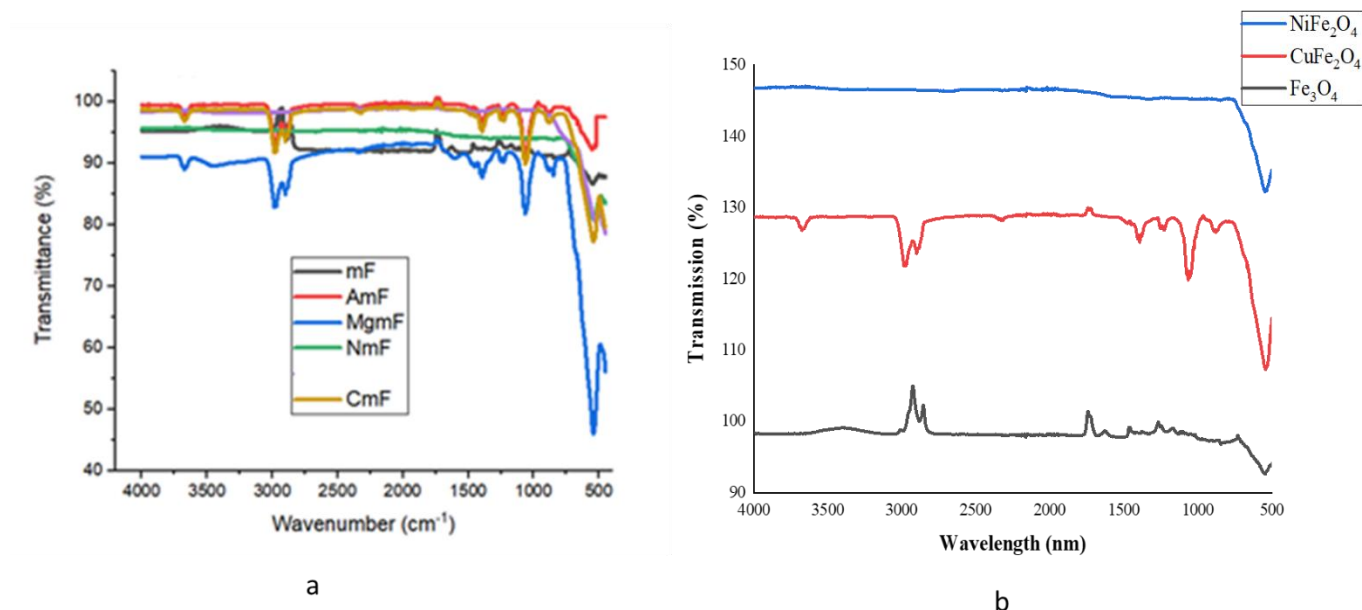 100
90
80
70
60
50
40
Transmittance (%)
mF
AmF
MgmF
NmF
CmF
4000 3500 3000 2500 2000 1500 1000 500
Wavenumber (cm⁻¹)
a
NiFe₂O₄
CuFe₂O₄
Fe₃O₄
150
140
130
120
110
100
90
Transmission (%)
4000 3500 3000 2500 2000 1500 1000 500
Wavelength (nm)
b